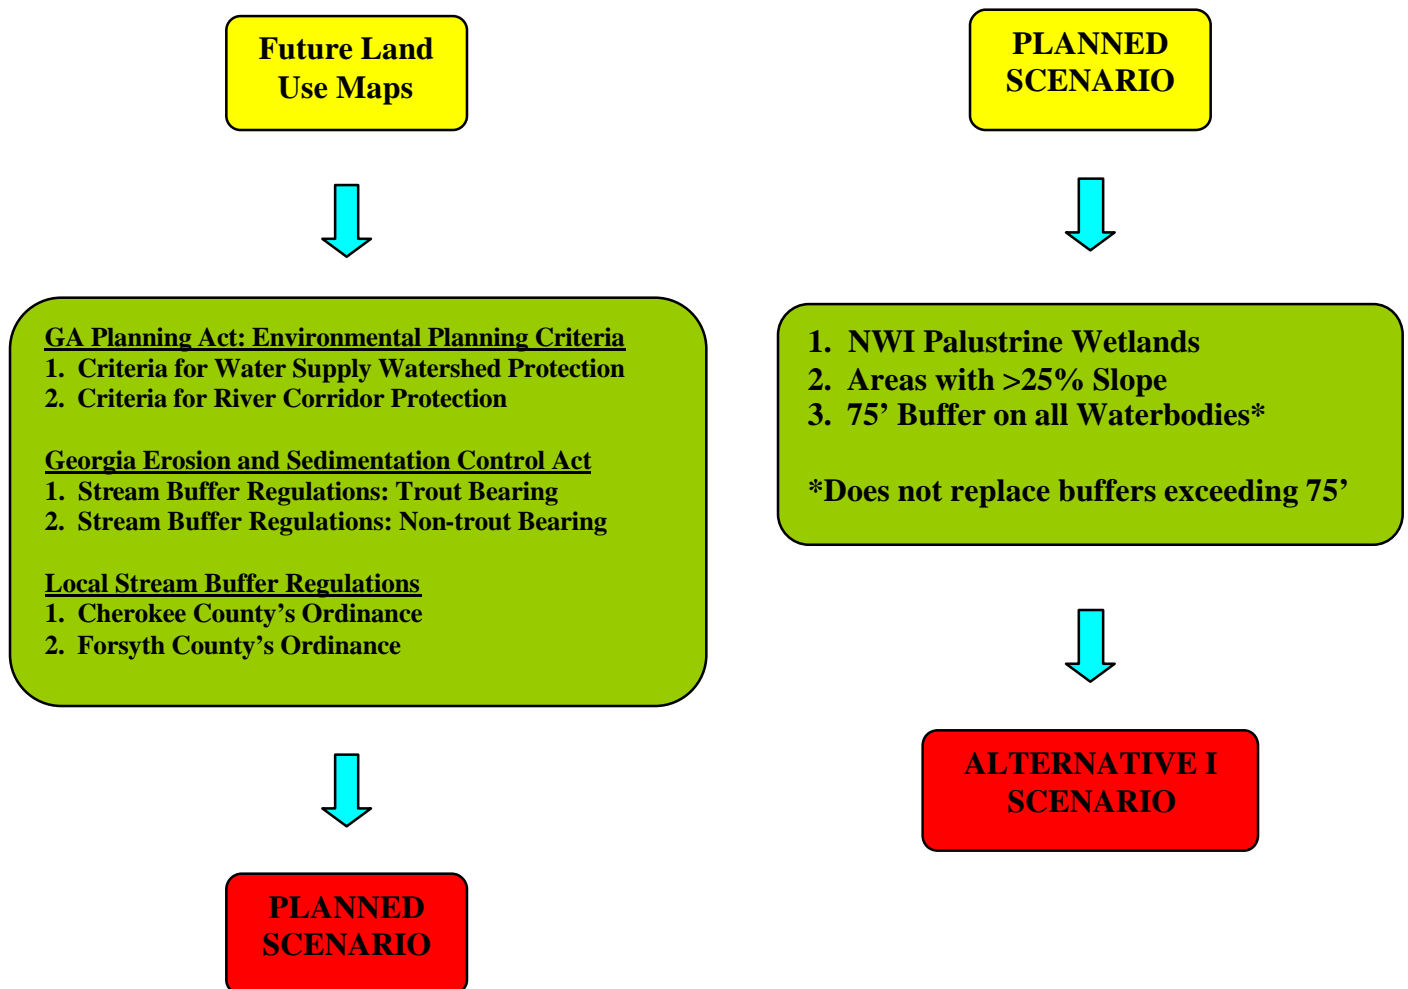 Future Land
Use Maps
GA Planning Act: Environmental Planning Criteria
1. Criteria for Water Supply Watershed Protection
2. Criteria for River Corridor Protection
Georgia Erosion and Sedimentation Control Act
1. Stream Buffer Regulations: Trout Bearing
2. Stream Buffer Regulations: Non-trout Bearing
Local Stream Buffer Regulations
1. Cherokee County’s Ordinance
2. Forsyth County’s Ordinance
PLANNED
SCENARIO
PLANNED
SCENARIO
1. NWI Palustrine Wetlands
2. Areas with >25% Slope
3. 75’ Buffer on all Waterbodies*
*Does not replace buffers exceeding 75’
ALTERNATIVE I
SCENARIO